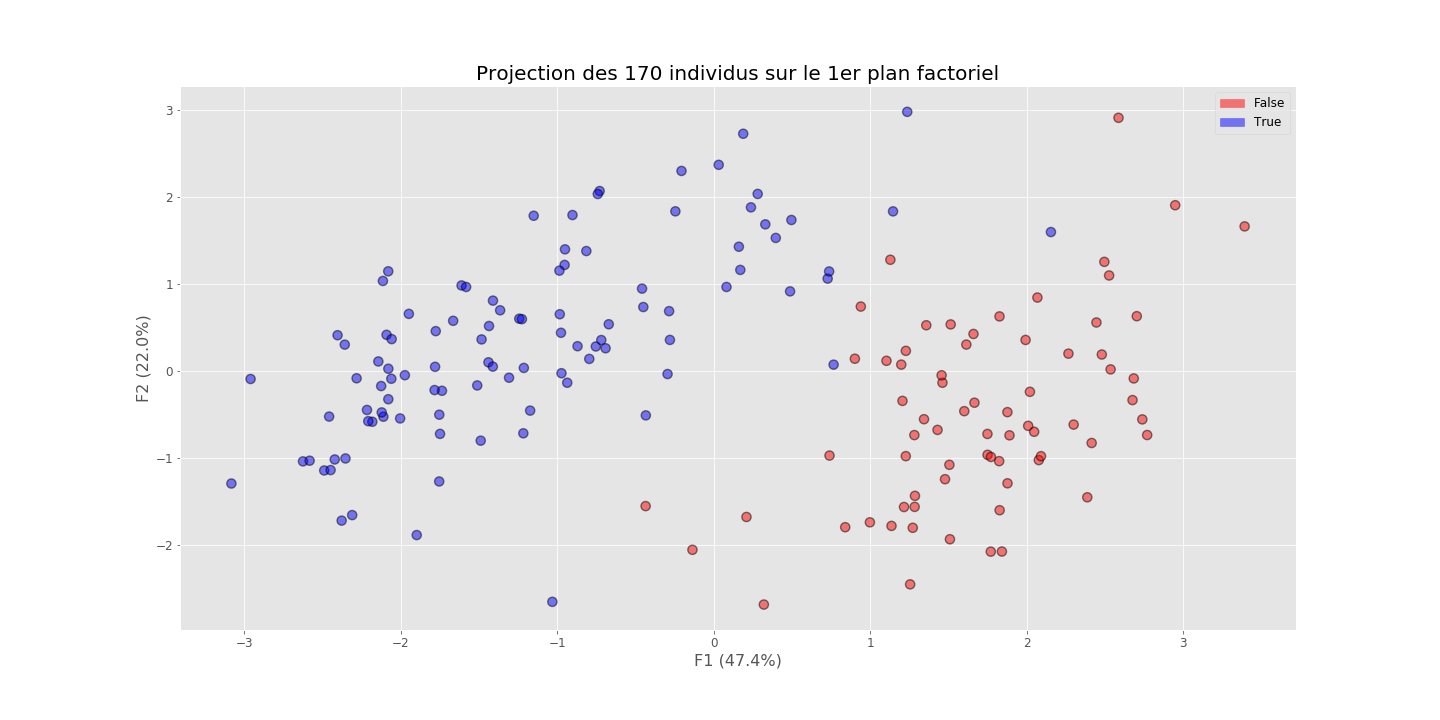 Projection des 170 individus sur le 1er plan factoriel
False
True
3
2
1
0
−1
−2
F2 (22.0%)
−3 −2 −1 0 1 2 3
F1 (47.4%)